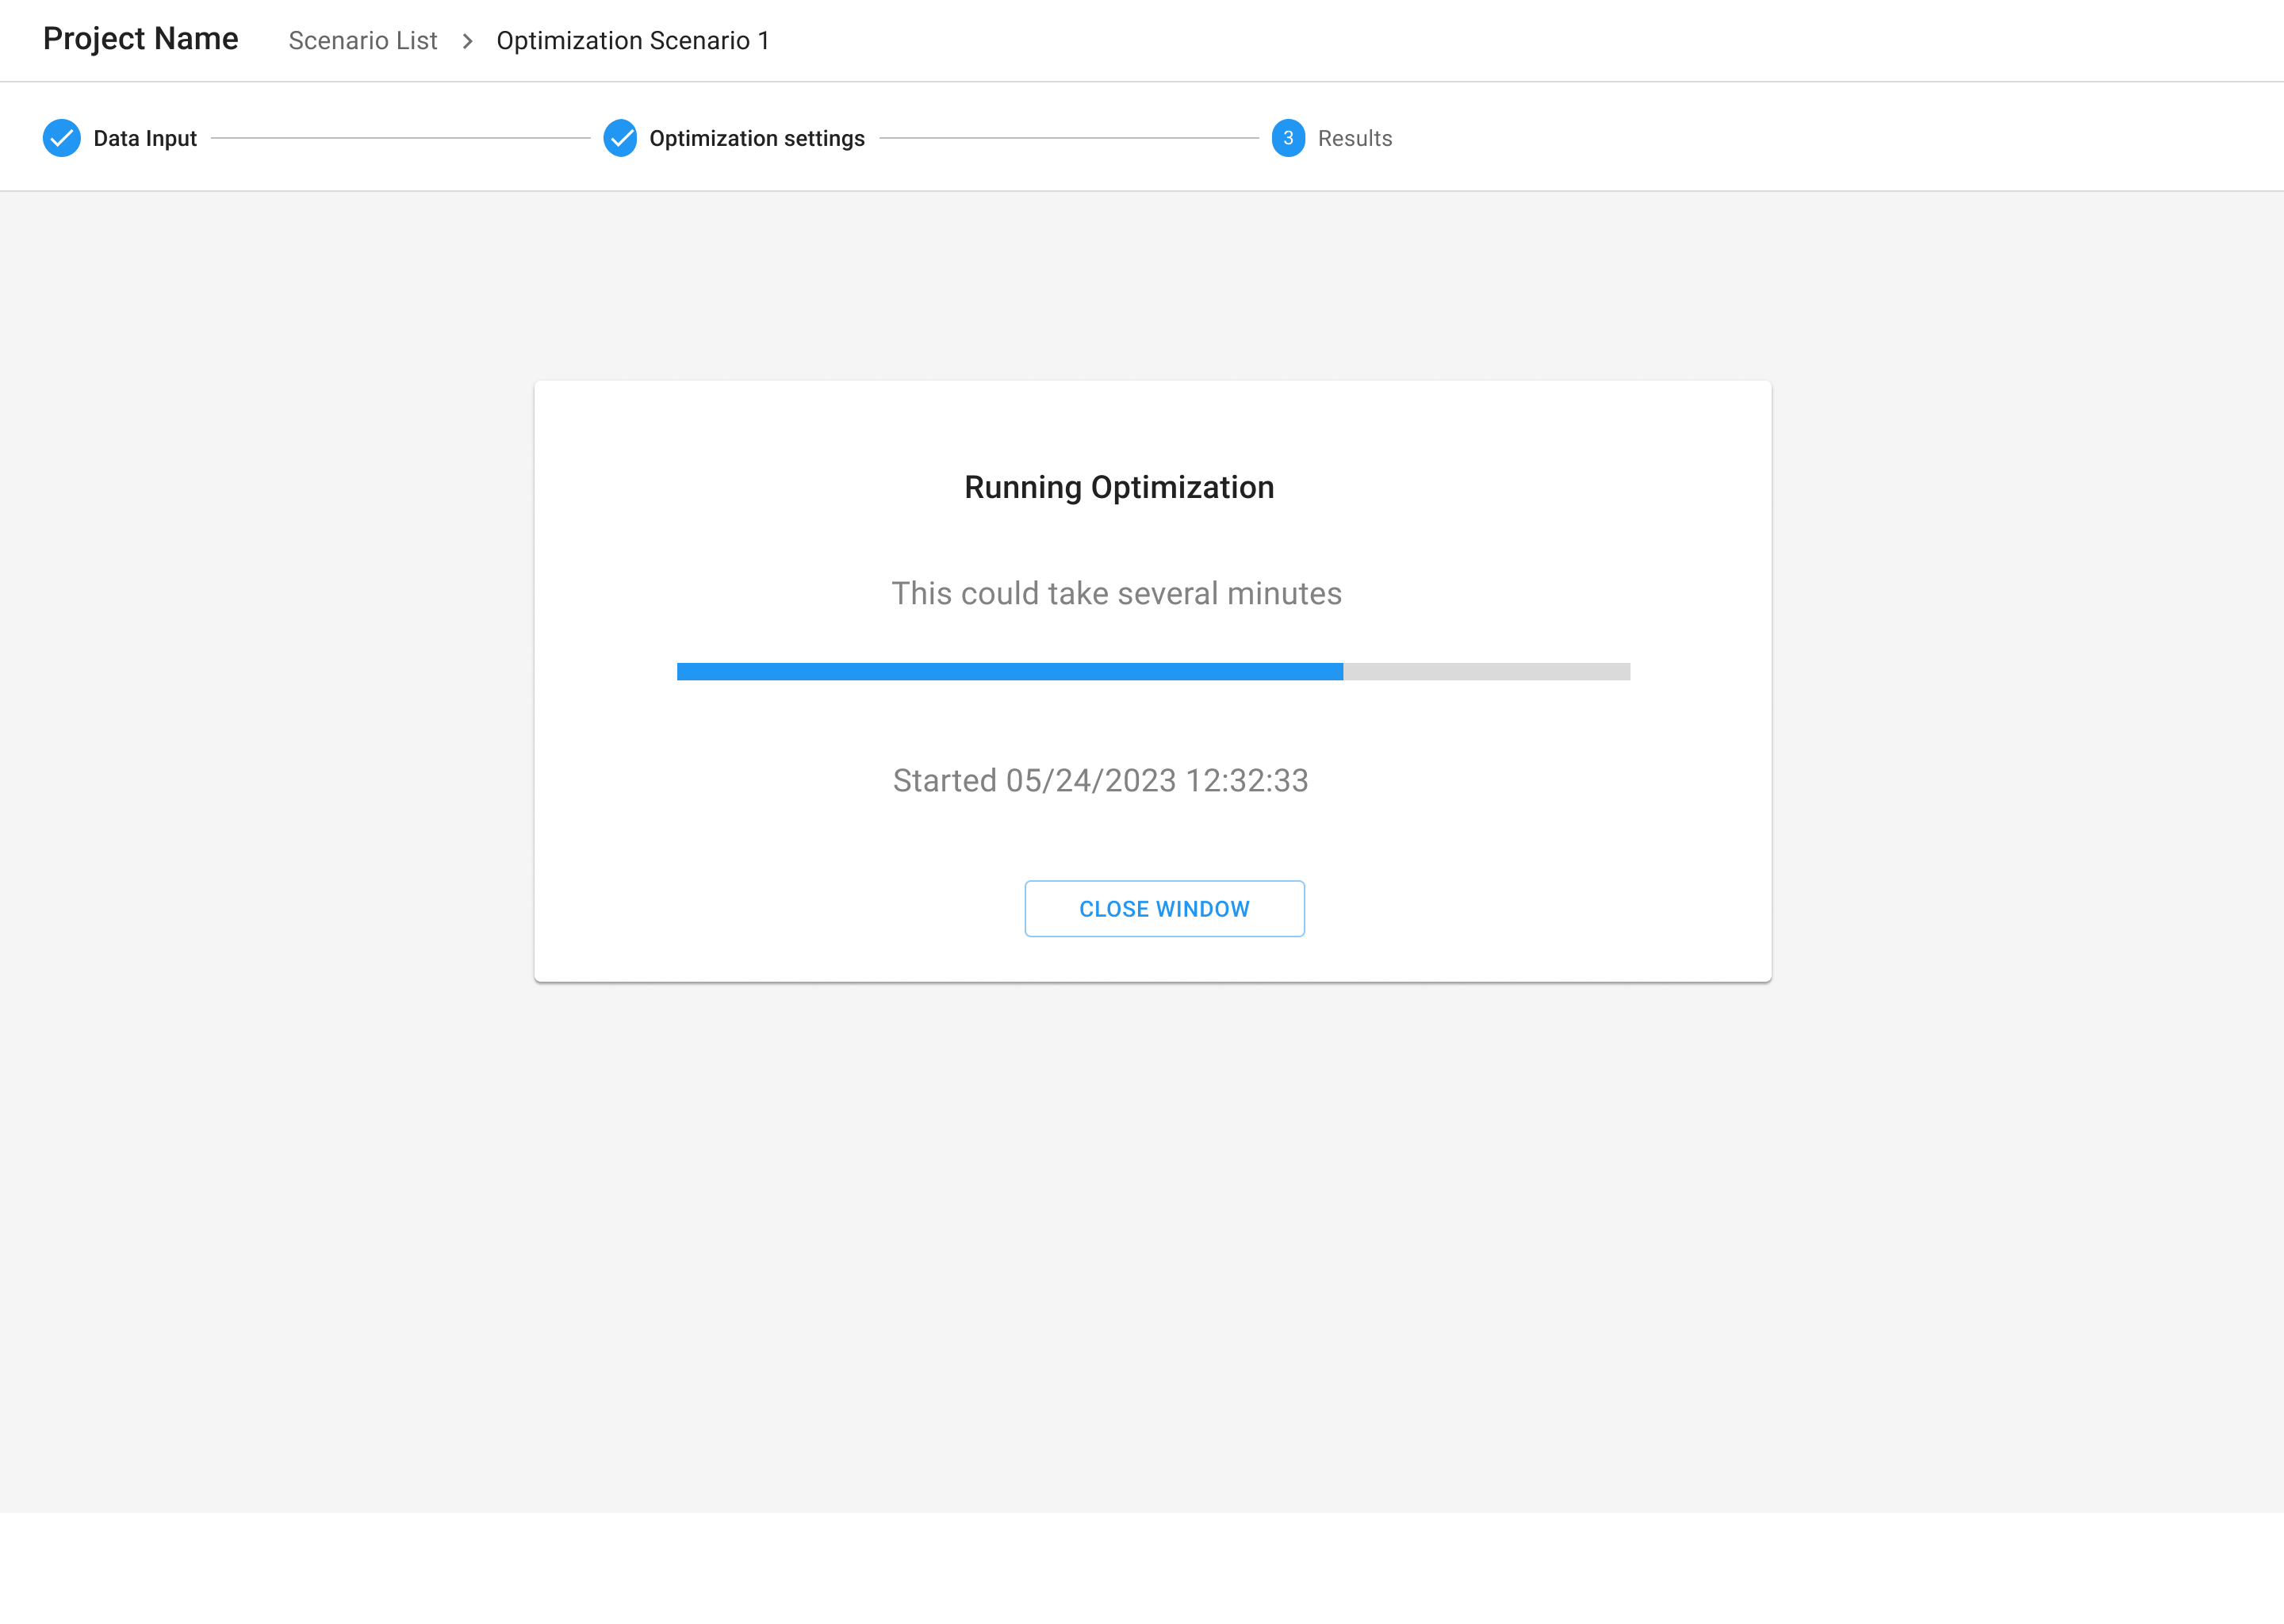 Project Name Scenario List > Optimization Scenario 1
Data Input Optimization settings 3 Results
Running Optimization
This could take several minutes
Started 05/24/2023 12:32:33
CLOSE WINDOW